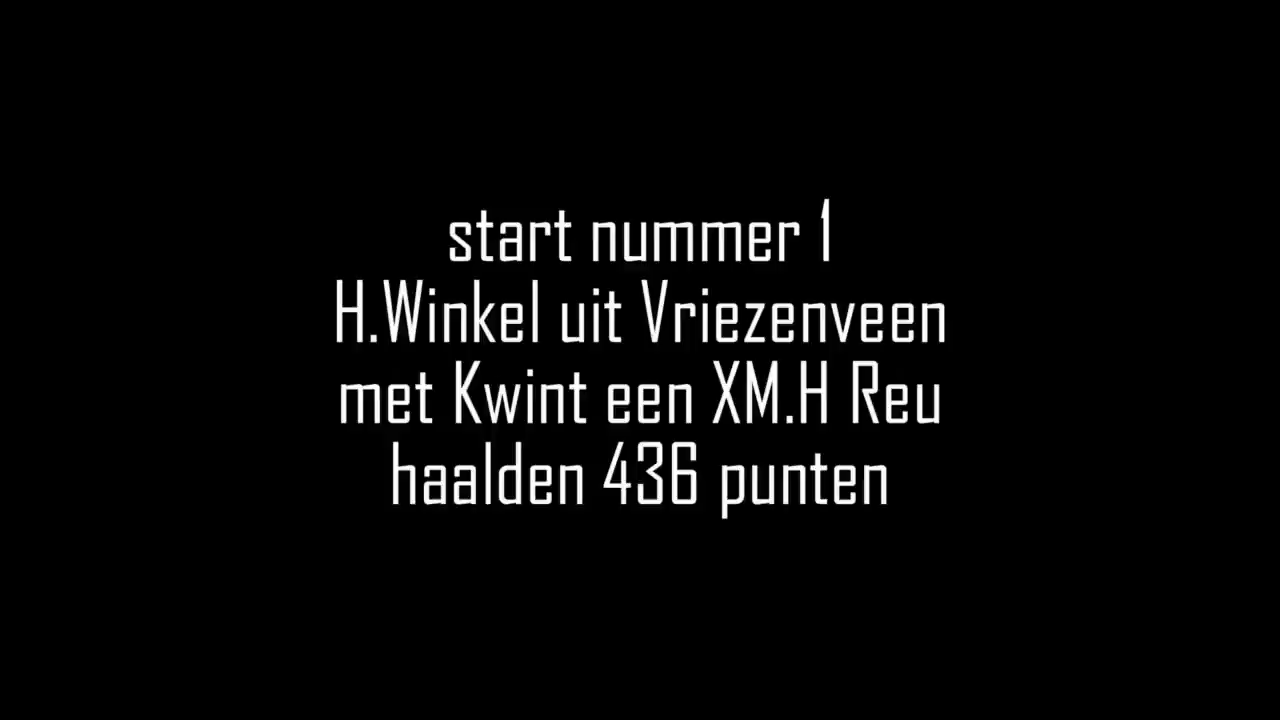 start nummer 1
H.Winkel uit Vriezenveen
met Kwint een XM.H Reu
haalden 436 punten